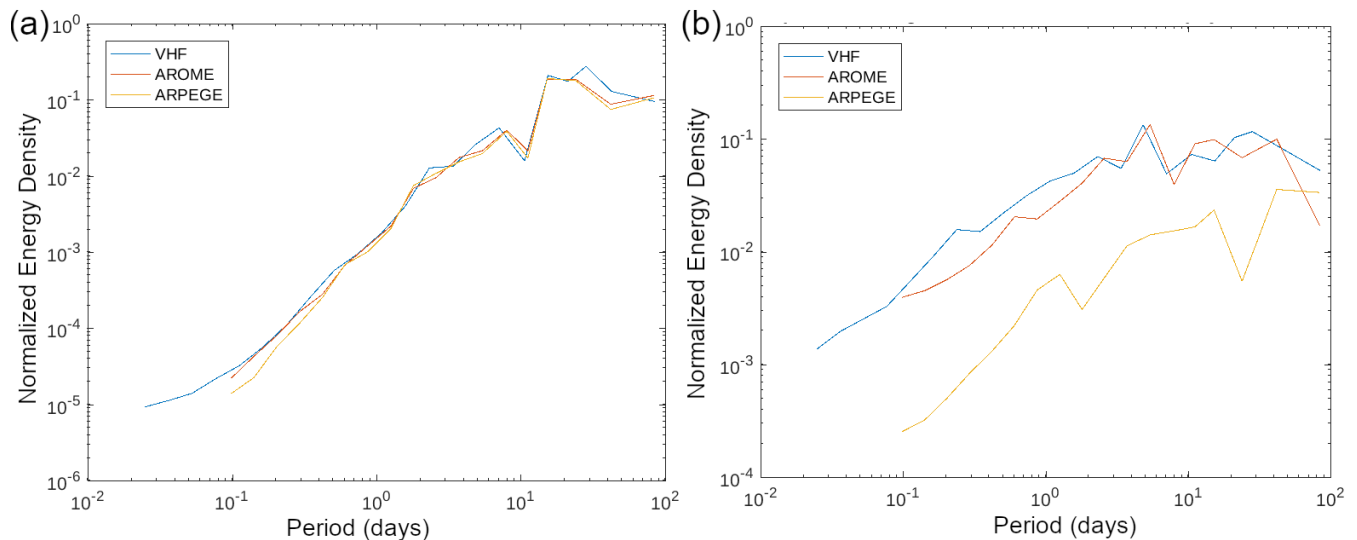 (a)
10^0
10^-1
10^-2
10^-3
10^-4
10^-5
10^-6
Normalized Energy Density
VHF
AROME
ARPEGE
10^-2 10^-1 10^0 10^1 10^2
Period (days)
(b)
10^0
10^-1
10^-2
10^-3
10^-4
Normalized Energy Density
VHF
AROME
ARPEGE
10^-2 10^-1 10^0 10^1 10^2
Period (days)